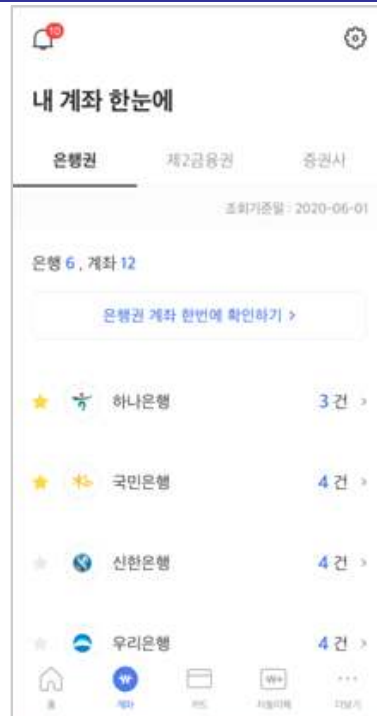 10
내 계좌 한눈에
은행권 제2금융권 증권사
조회기준일 : 2020-06-01
은행 6 , 계좌 12
은행권 계좌 한번에 확인하기 >
하나은행 3 건 >
국민은행 4 건 >
신한은행 4 건 >
우리은행 4 건 >
홈 계좌 카드 더보기